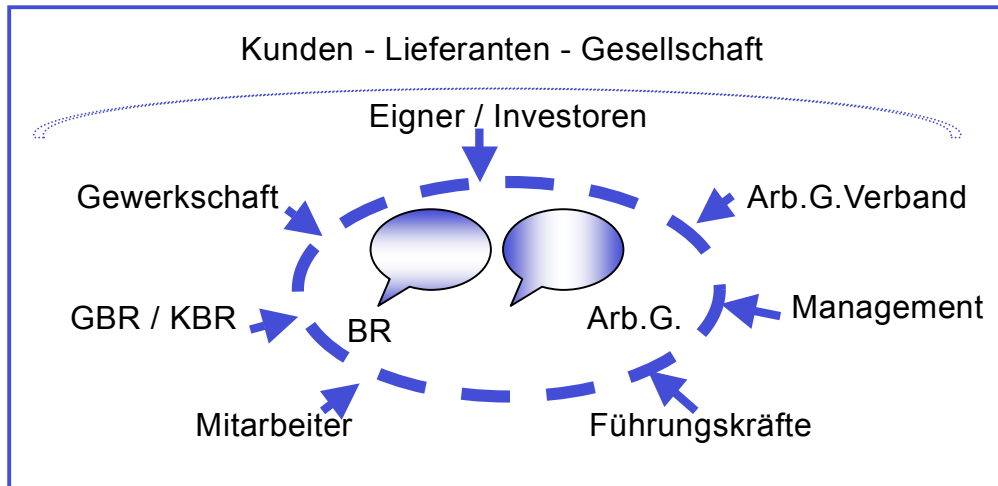 Kunden - Lieferanten - Gesellschaft
Eigner / Investoren
Gewerkschaft
Arb.G.Verband
GBR / KBR
BR
Arb.G.
Management
Mitarbeiter
Führungskräfte